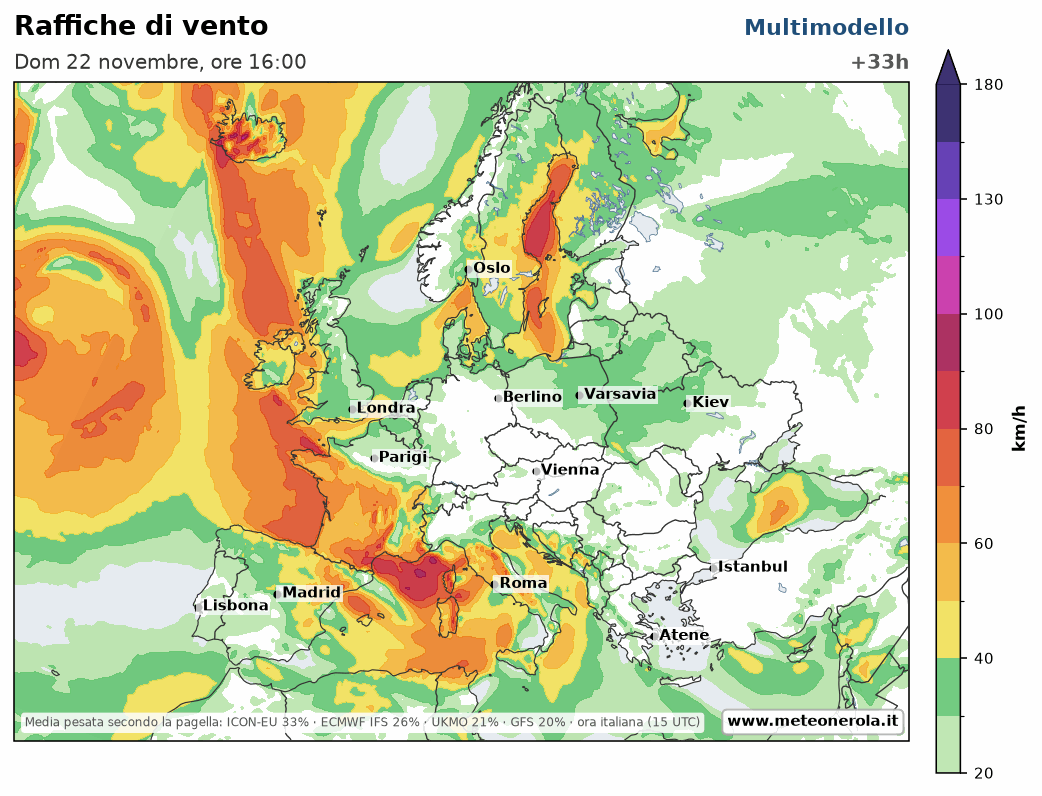 Raffiche di vento
Multimodello
Dom 22 novembre, ore 16:00
+33h
180
130
100
80
60
40
20
km/h
Oslo
Londra
Berlino
Varsavia
Kiev
Parigi
Vienna
Istanbul
Madrid
Roma
Lisbona
Atene
Media pesata secondo la pagella: ICON-EU 33% · ECMWF IFS 26% · UKMO 21% · GFS 20% · ora italiana (15 UTC)
www.meteonerola.it